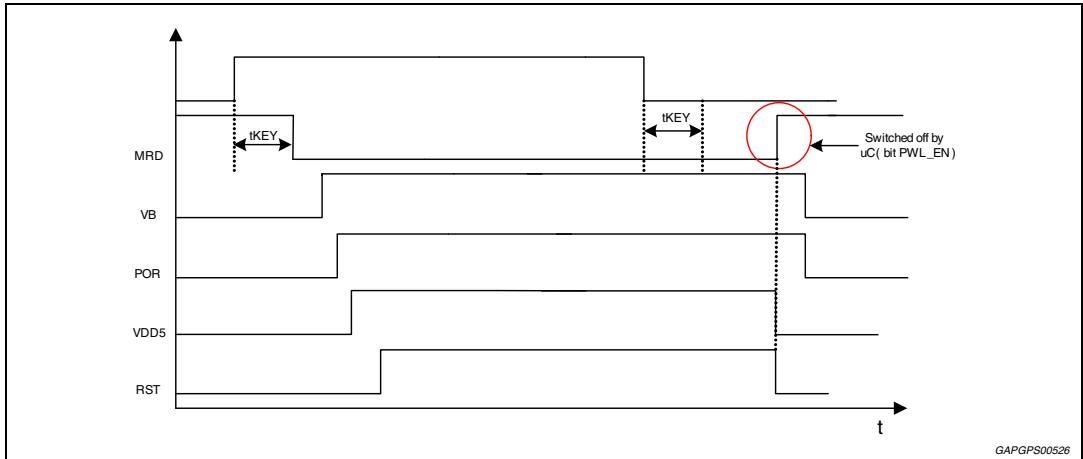 tKEY
tKEY
MRD
Switched off by
uC( bit PWL_EN )
VB
POR
VDD5
RST
t
GAPGPS00526